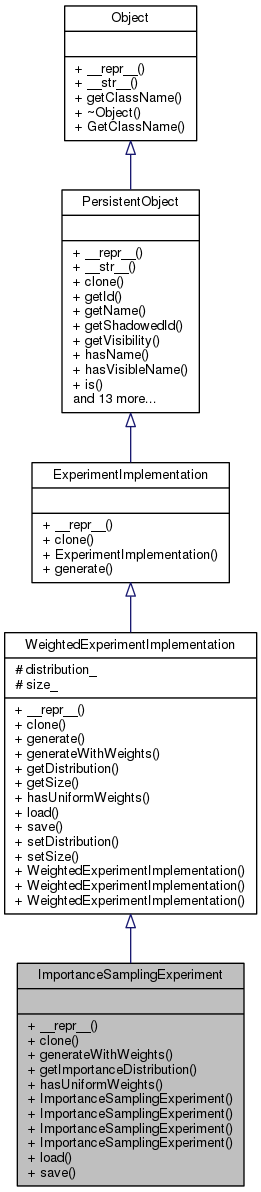 Object
+ __repr__()
+ __str__()
+ getClassName()
+ ~Object()
+ GetClassName()
PersistentObject
+ __repr__()
+ __str__()
+ clone()
+ getId()
+ getName()
+ getShadowedId()
+ getVisibility()
+ hasName()
+ hasVisibleName()
+ is()
and 13 more...
ExperimentImplementation
+ __repr__()
+ clone()
+ ExperimentImplementation()
+ generate()
WeightedExperimentImplementation
# distribution_
# size_
+ __repr__()
+ clone()
+ generate()
+ generateWithWeights()
+ getDistribution()
+ getSize()
+ hasUniformWeights()
+ load()
+ save()
+ setDistribution()
+ setSize()
+ WeightedExperimentImplementation()
+ WeightedExperimentImplementation()
+ WeightedExperimentImplementation()
ImportanceSamplingExperiment
+ __repr__()
+ clone()
+ generateWithWeights()
+ getImportanceDistribution()
+ hasUniformWeights()
+ ImportanceSamplingExperiment()
+ ImportanceSamplingExperiment()
+ ImportanceSamplingExperiment()
+ ImportanceSamplingExperiment()
+ load()
+ save()